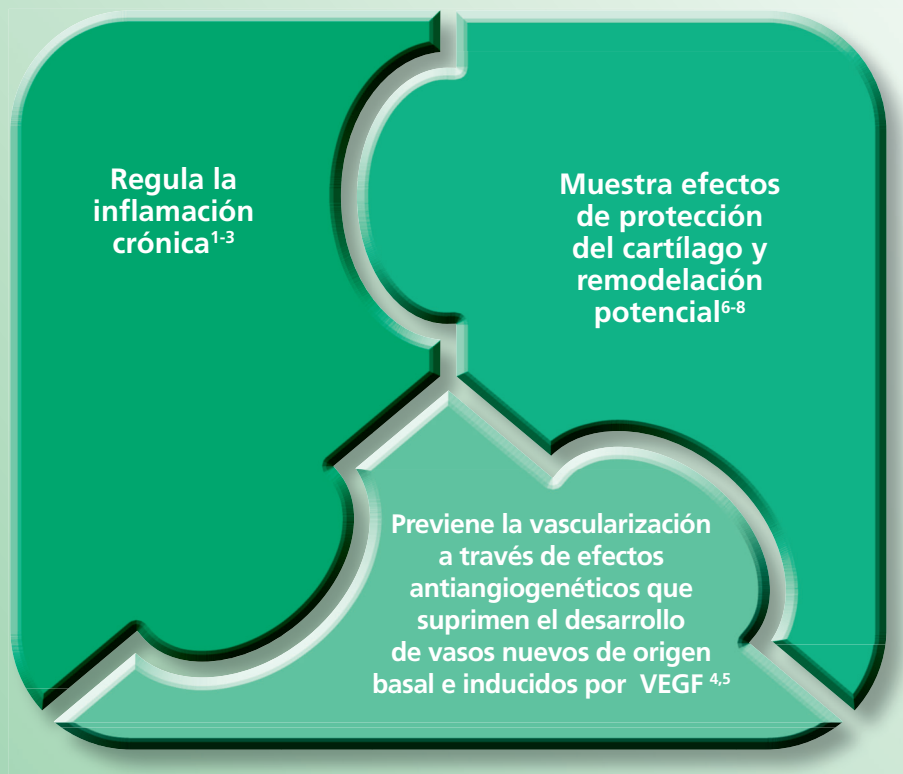 Regula la
inflamación
crónica1-3
Muestra efectos
de protección
del cartílago y
remodelación
potencial6-8
Previene la vascularización
a través de efectos
antiangiogenéticos que
suprimen el desarrollo
de vasos nuevos de origen
basal e inducidos por VEGF 4,5